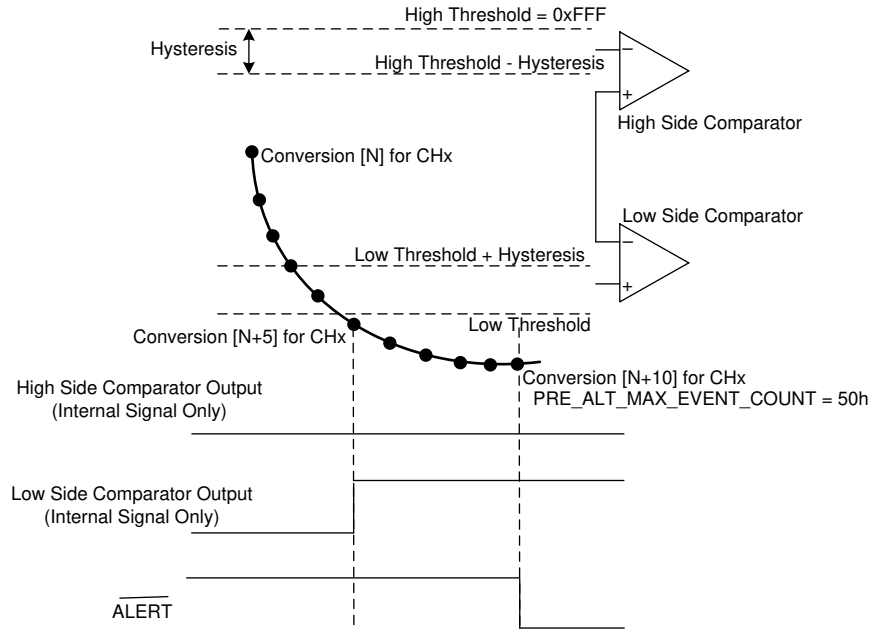 High Threshold = 0xFFF
Hysteresis
High Threshold - Hysteresis
−
+
High Side Comparator
Conversion [N] for CHx
Low Side Comparator
−
Low Threshold + Hysteresis
+
Low Threshold
Conversion [N+5] for CHx
Conversion [N+10] for CHx
PRE_ALT_MAX_EVENT_COUNT = 50h
High Side Comparator Output
(Internal Signal Only)
Low Side Comparator Output
(Internal Signal Only)
ALERT